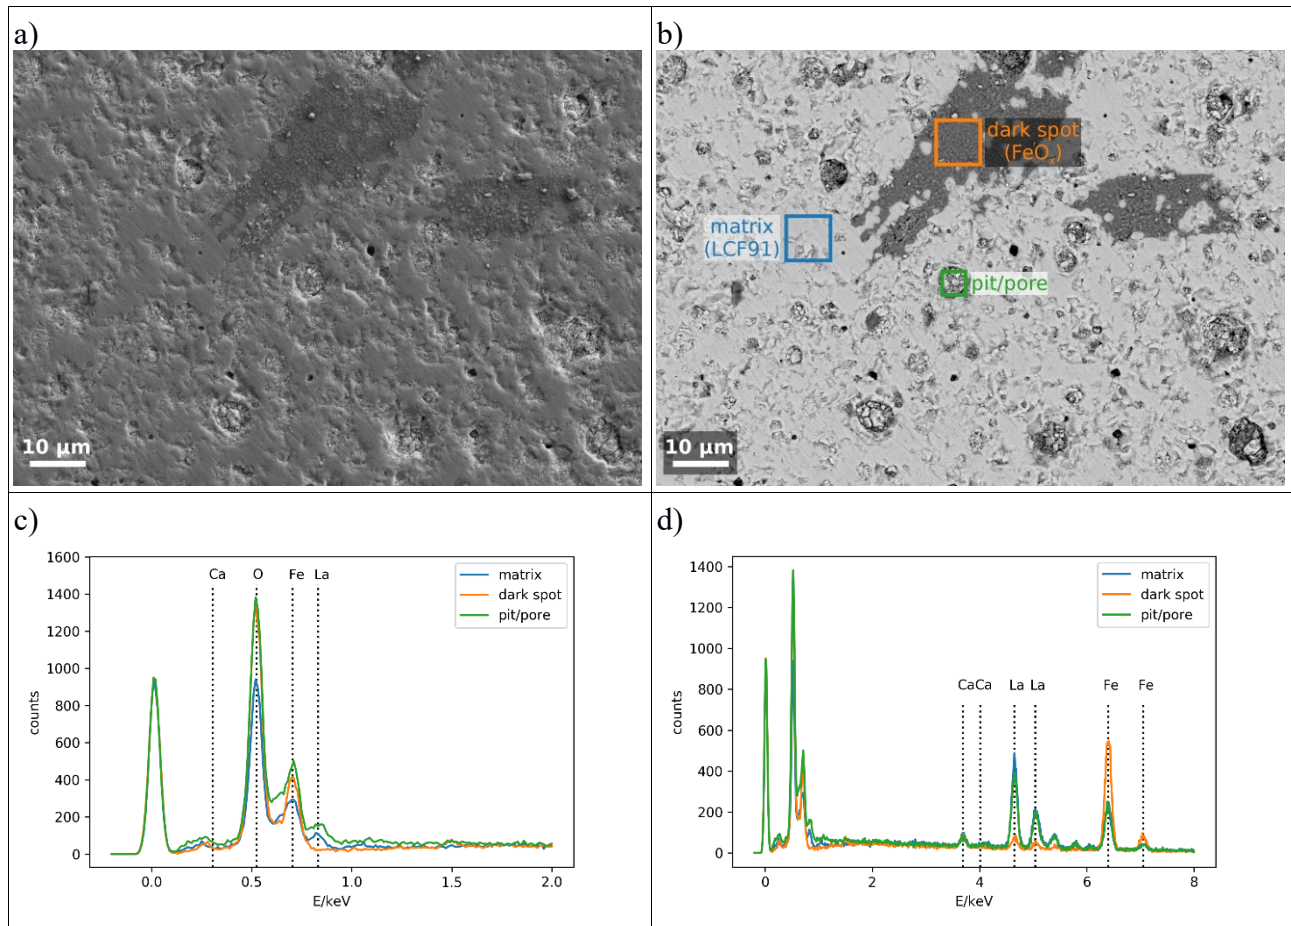 a)
10 µm
b)
dark spot
(FeOₓ)
matrix
(LCF91)
pit/pore
10 µm
c)
1600
1400
1200
1000
800
600
400
200
0
counts
Ca O Fe La
matrix
dark spot
pit/pore
0.0 0.5 1.0 1.5 2.0
E/keV
d)
1400
1200
1000
800
600
400
200
0
counts
Ca Ca La La Fe Fe
matrix
dark spot
pit/pore
0 2 4 6 8
E/keV